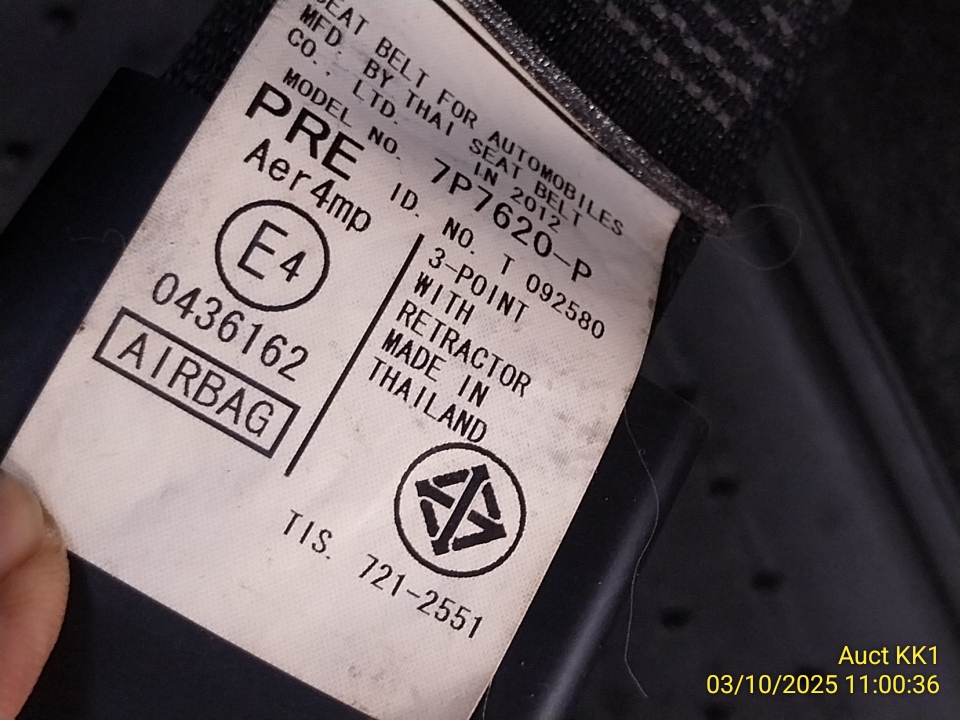 SEAT BELT FOR AUTOMOBILES
MFD. BY THAI SEAT BELT
CO., LTD. IN 2012
MODEL NO. 7P7620-P
PRE ID. NO. T 092580
Aer4mp
E4
0436162
AIRBAG
3-POINT
WITH
RETRACTOR
MADE IN
THAILAND
TIS. 721-2551
Auct KK1
03/10/2025 11:00:36